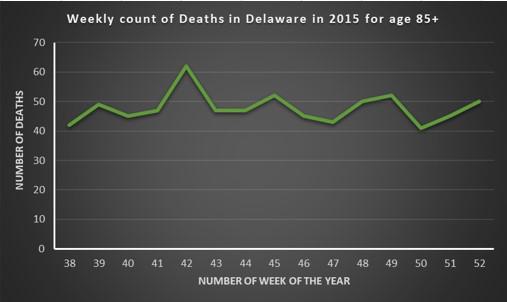 Weekly count of Deaths in Delaware in 2015 for age 85+
70
60
50
40
30
20
10
0
NUMBER OF DEATHS
38 39 40 41 42 43 44 45 46 47 48 49 50 51 52
NUMBER OF WEEK OF THE YEAR